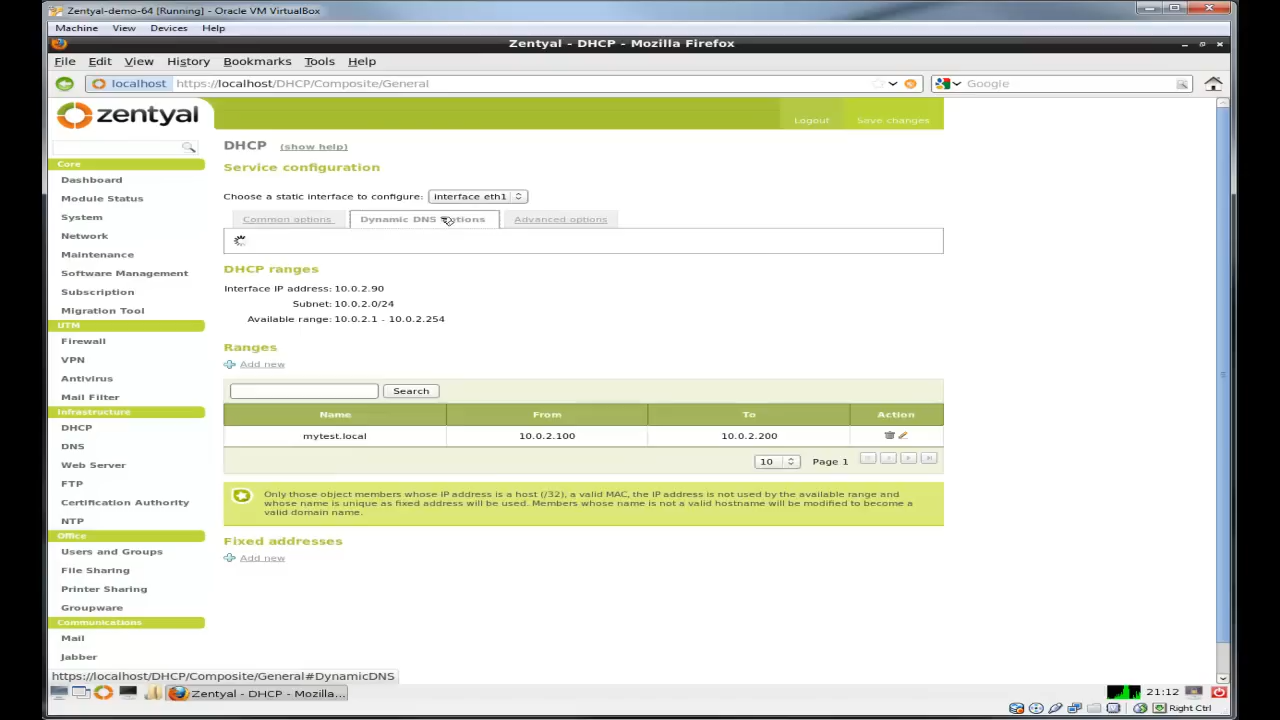 Zentyal-demo-64 [Running] - Oracle VM VirtualBox
Machine View Devices Help
Zentyal - DHCP - Mozilla Firefox
File Edit View History Bookmarks Tools Help
localhost https://localhost/DHCP/Composite/General Google
zentyal
Logout Save changes
DHCP (show help)
Service configuration
Choose a static interface to configure: interface eth1
Common options Dynamic DNS Options Advanced options
DHCP ranges
Interface IP address: 10.0.2.90
Subnet: 10.0.2.0/24
Available range: 10.0.2.1 - 10.0.2.254
Ranges
Add new
Search
Name From To Action
mytest.local 10.0.2.100 10.0.2.200
10 Page 1
Only those object members whose IP address is a host (/32), a valid MAC, the IP address is not used by the available range and
whose name is unique as fixed address will be used. Members whose name is not a valid hostname will be modified to become a
valid domain name.
Fixed addresses
Add new
Core
Dashboard
Module Status
System
Network
Maintenance
Software Management
Subscription
Migration Tool
UTM
Firewall
VPN
Antivirus
Mail Filter
Infrastructure
DHCP
DNS
Web Server
FTP
Certification Authority
NTP
Office
Users and Groups
File Sharing
Printer Sharing
Groupware
Communications
Mail
Jabber
https://localhost/DHCP/Composite/General#DynamicDNS
Zentyal - DHCP - Mozilla... 21:12
Right Ctrl